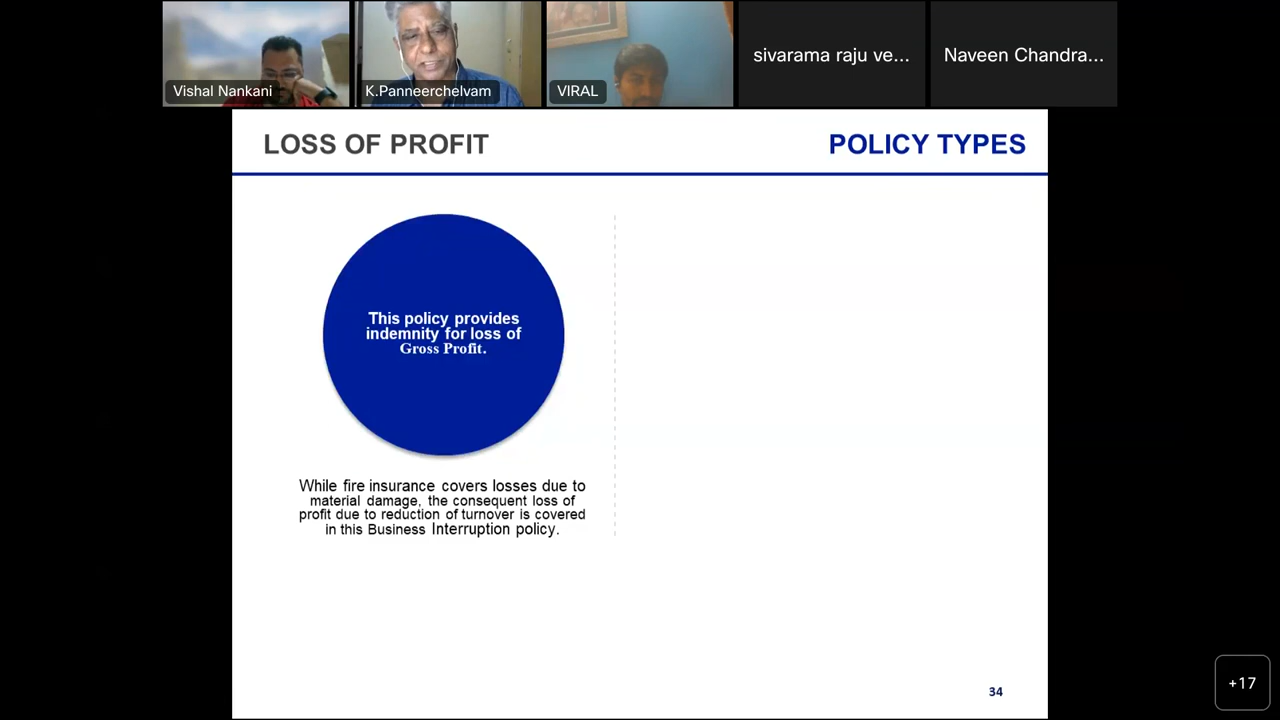 Vishal Nankani
K.Panneerchelvam
VIRAL
sivarama raju ve...
Naveen Chandra...
LOSS OF PROFIT
POLICY TYPES
This policy provides
indemnity for loss of
Gross Profit.
While fire insurance covers losses due to
material damage, the consequent loss of
profit due to reduction of turnover is covered
in this Business Interruption policy.
34
+17